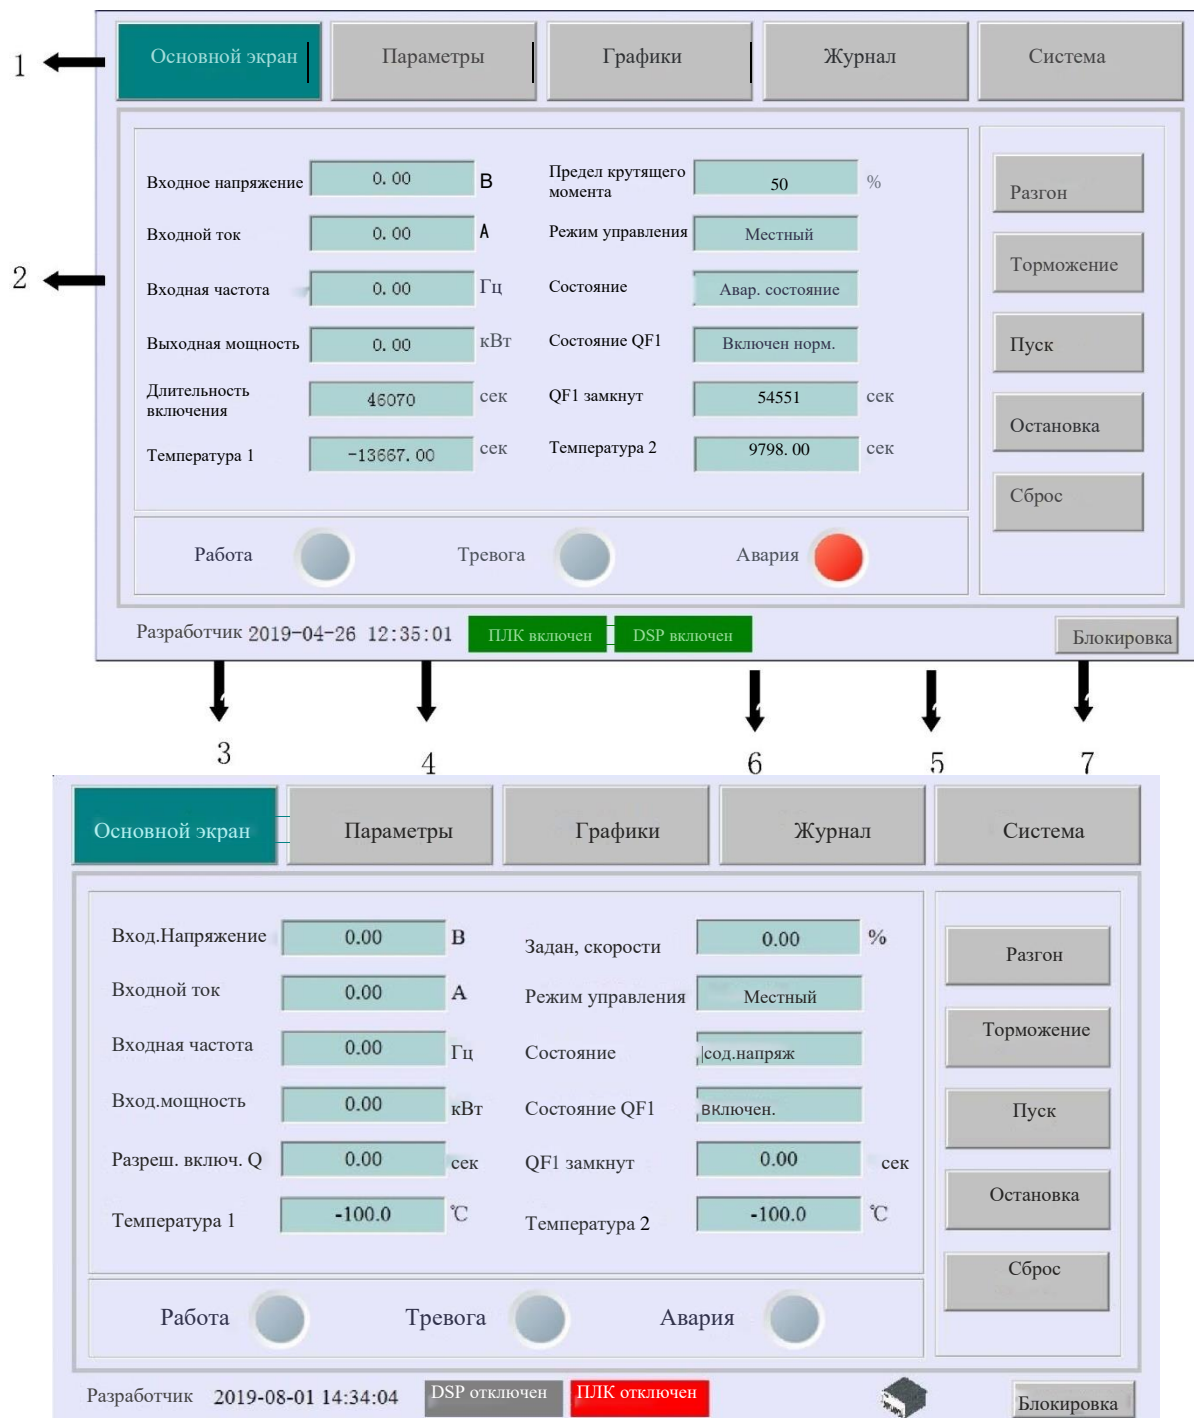 Основной экран Параметры Графики Журнал Система
1
Входное напряжение 0.00 В Предел крутящего момента 50 % Разгон
Входной ток 0.00 А Режим управления Местный
Торможение
2
Входная частота 0.00 Гц Состояние Авар. состояние
Выходная мощность 0.00 кВт Состояние QF1 Включен норм. Пуск
Длительность включения 46070 сек QF1 замкнут 54551 сек
Остановка
Температура 1 -13667.00 сек Температура 2 9798.00 сек
Сброс
Работа Тревога Авария
Разработчик 2019-04-26 12:35:01 ПЛК включен DSP включен Блокировка
3 4 6 5 7
Основной экран Параметры Графики Журнал Система
Вход.Напряжение 0.00 В Задан, скорости 0.00 % Разгон
Входной ток 0.00 А Режим управления Местный
Торможение
Входная частота 0.00 Гц Состояние |сод.напряж
Вход.мощность 0.00 кВт Состояние QF1 включен. Пуск
Разреш. включ. Q 0.00 сек QF1 замкнут 0.00 сек
Остановка
Температура 1 -100.0 ℃ Температура 2 -100.0 ℃
Сброс
Работа Тревога Авария
Разработчик 2019-08-01 14:34:04 DSP отключен ПЛК отключен Блокировка